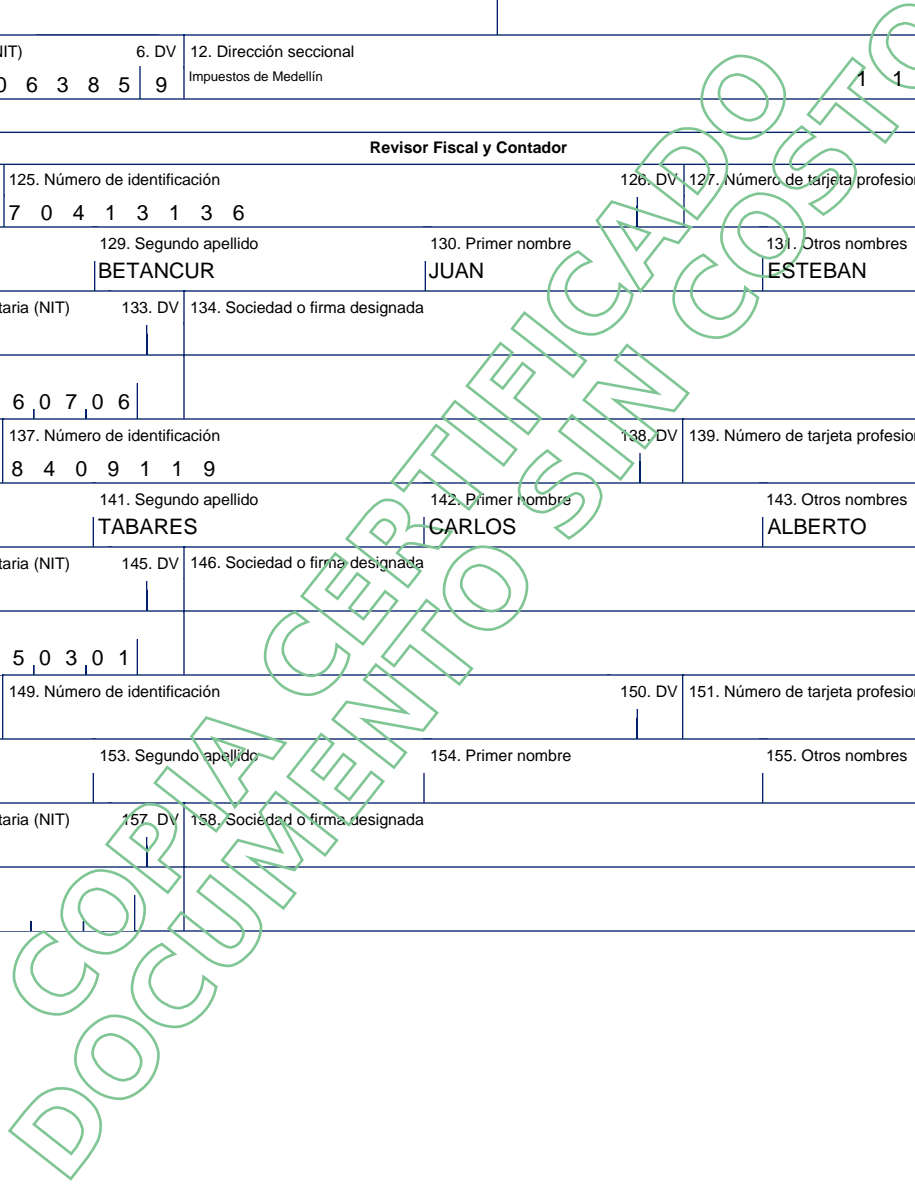 NIT) 6. DV 12. Dirección seccional
0 6 3 8 5 9 Impuestos de Medellín 1 1
Revisor Fiscal y Contador
125. Número de identificación 126. DV 127. Número de tarjeta profesion
7 0 4 1 3 1 3 6
129. Segundo apellido 130. Primer nombre 131. Otros nombres
BETANCUR JUAN ESTEBAN
taria (NIT) 133. DV 134. Sociedad o firma designada
6 0 7 0 6
137. Número de identificación 138. DV 139. Número de tarjeta profesion
8 4 0 9 1 1 9
141. Segundo apellido 142. Primer nombre 143. Otros nombres
TABARES CARLOS ALBERTO
taria (NIT) 145. DV 146. Sociedad o firma designada
5 0 3 0 1
149. Número de identificación 150. DV 151. Número de tarjeta profesion
153. Segundo apellido 154. Primer nombre 155. Otros nombres
taria (NIT) 157. DV 158. Sociedad o firma designada
COPIA CERTIFICADO
DOCUMENTO SIN COSTO